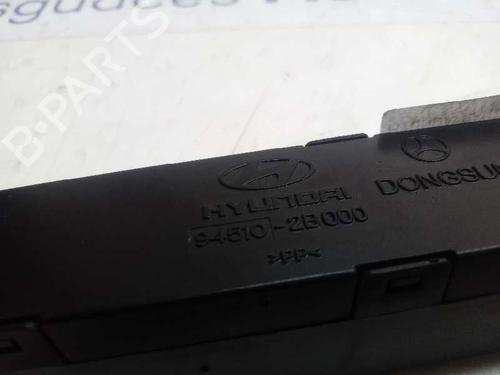 HYUNDAI
94510-2B000
>PP<
DONGSUN
B-PARTS